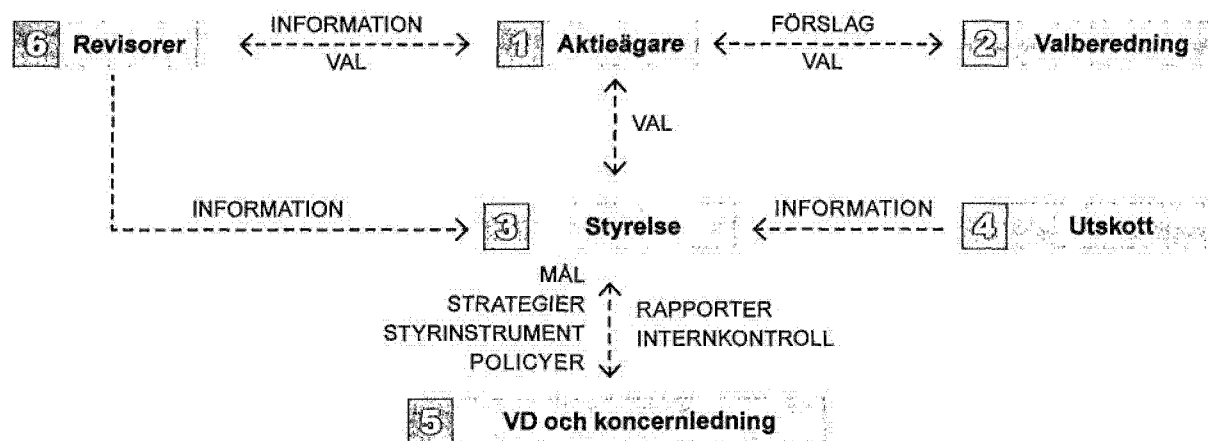 6 Revisorer
INFORMATION
VAL
1 Aktieägare
FÖRSLAG
VAL
2 Valberedning
VAL
INFORMATION
3 Styrelse
INFORMATION
4 Utskott
MÅL
STRATEGIER
STYRINSTRUMENT
POLICYER
RAPPORTER
INTERNKONTROLL
5 VD och koncernledning